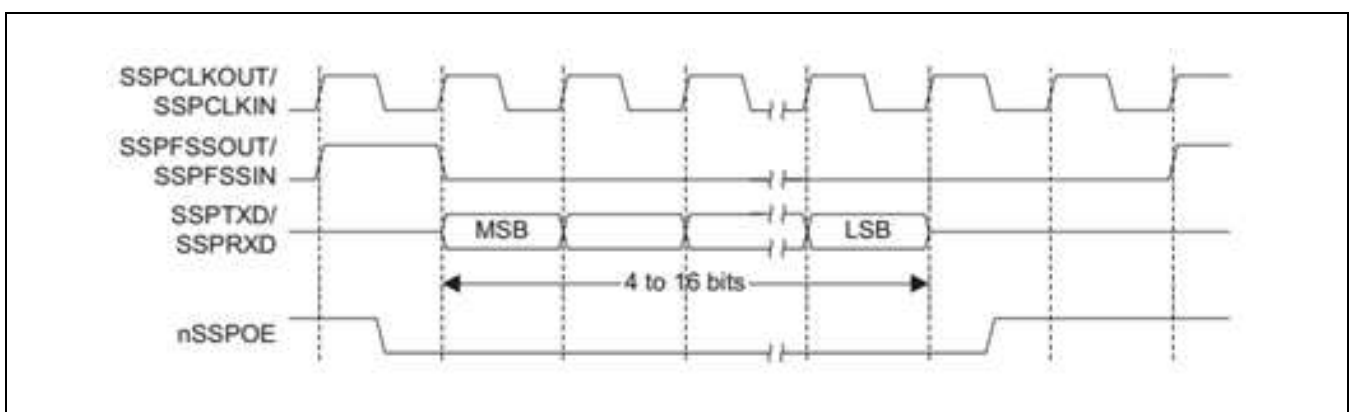 SSPCLKOUT/
SSPCLKIN
SSPFSSOUT/
SSPFSSIN
SSPTXD/
SSPRXD
MSB
LSB
4 to 16 bits
nSSPOE